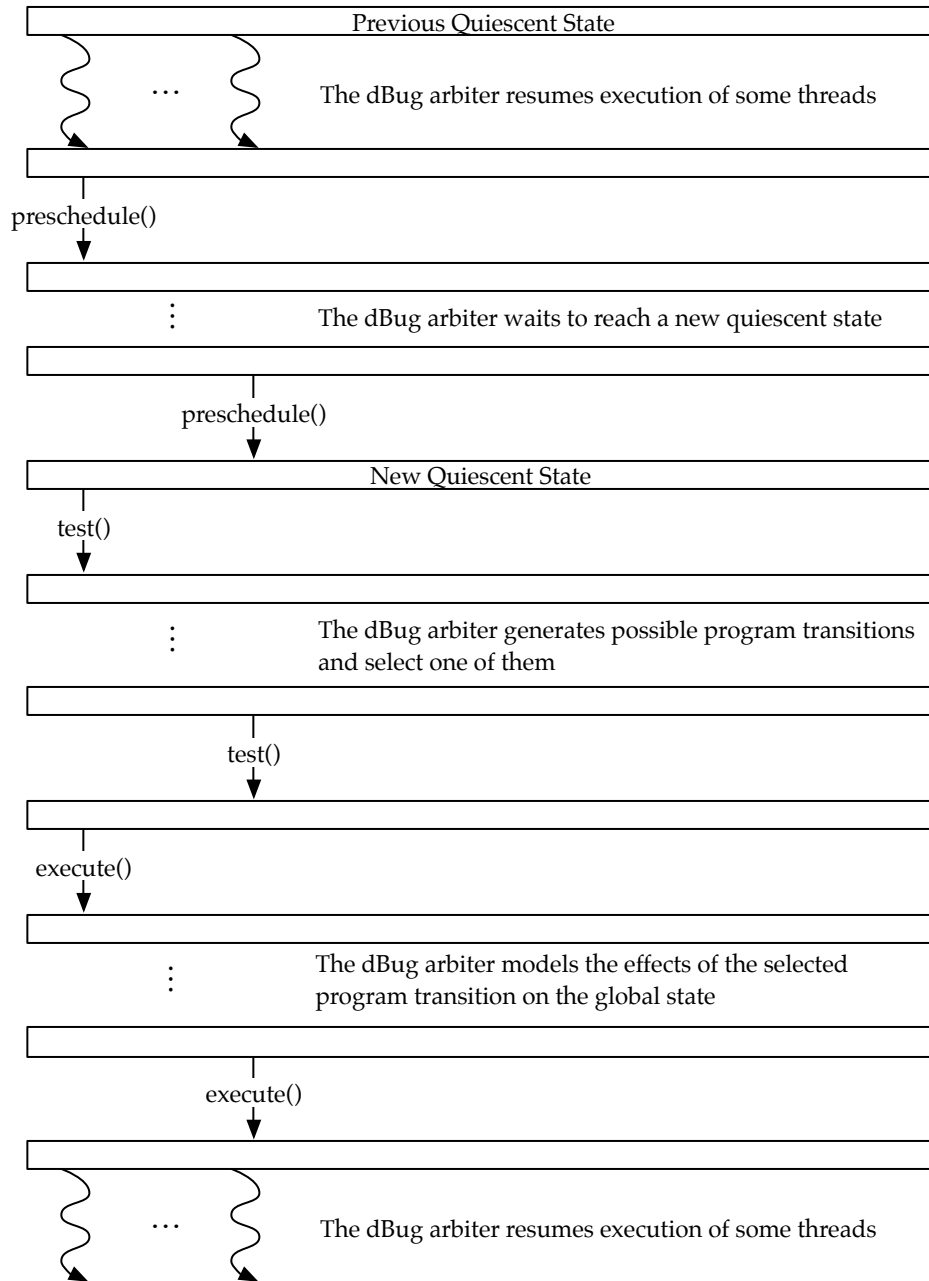 Previous Quiescent State
... The dBug arbiter resumes execution of some threads
preschedule()
⋮ The dBug arbiter waits to reach a new quiescent state
preschedule()
New Quiescent State
test()
⋮ The dBug arbiter generates possible program transitions
and select one of them
test()
execute()
⋮ The dBug arbiter models the effects of the selected
program transition on the global state
execute()
... The dBug arbiter resumes execution of some threads